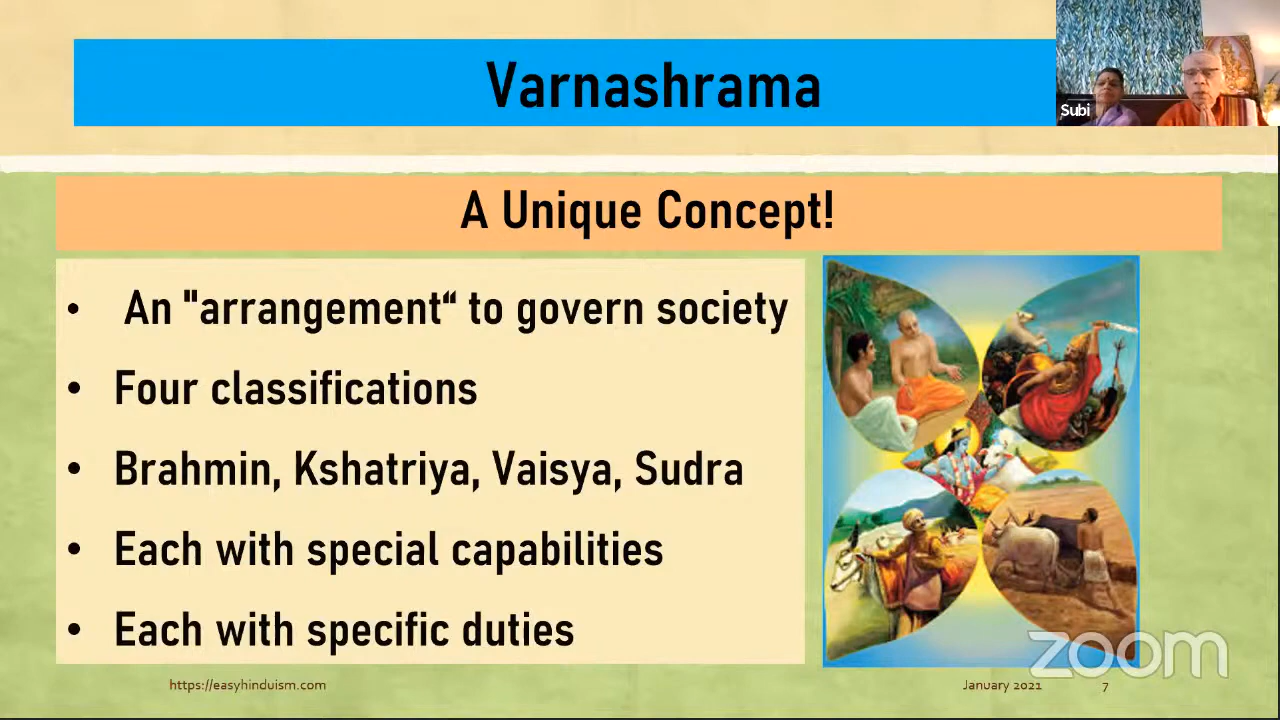 Varnashrama
Subi
A Unique Concept!
• An "arrangement“ to govern society
• Four classifications
• Brahmin, Kshatriya, Vaisya, Sudra
• Each with special capabilities
• Each with specific duties
zoom
https://easyhinduism.com January 2021 7